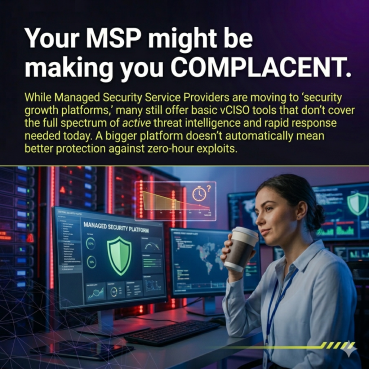 Your MSP might be
making you COMPLACENT.
While Managed Security Service Providers are moving to 'security
growth platforms,' many still offer basic vCISO tools that don't cover
the full spectrum of active threat intelligence and rapid response
needed today. A bigger platform doesn't automatically mean
better protection against zero-hour exploits.
MANAGED SECURITY PLATFORM